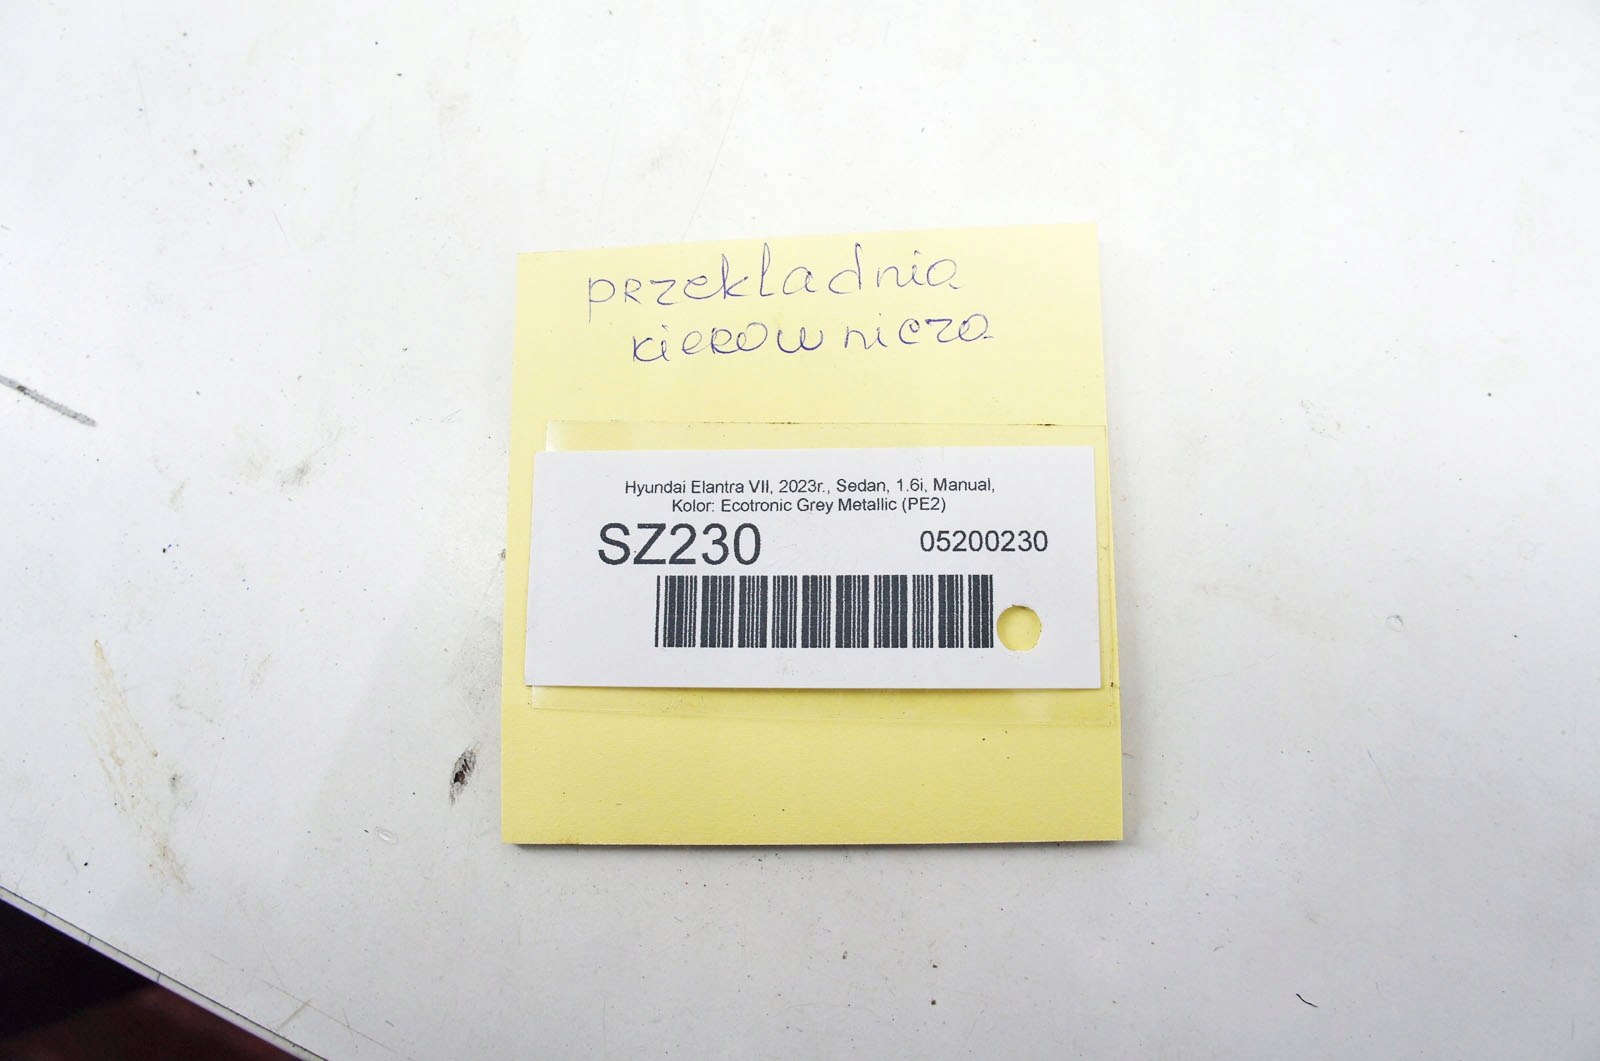 przekladnia
kierownicza
Hyundai Elantra VII, 2023r., Sedan, 1.6i, Manual,
Kolor: Ecotronic Grey Metallic (PE2)
SZ230 05200230